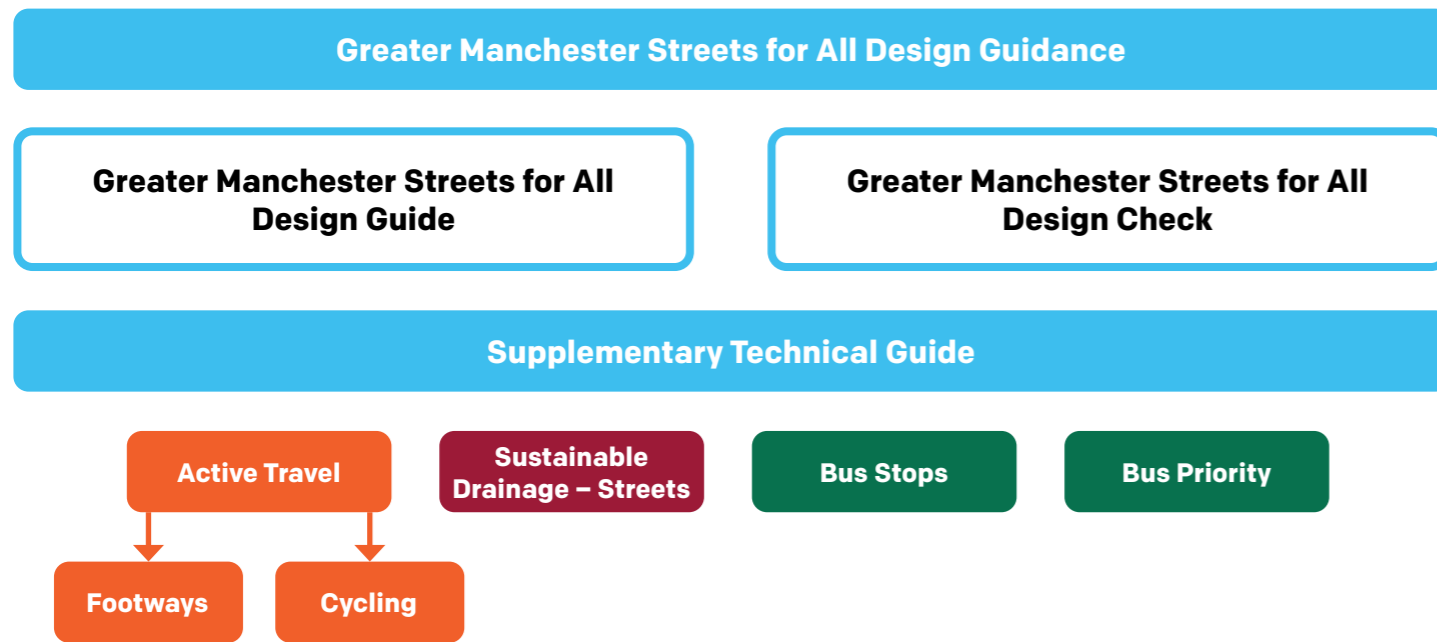 Greater Manchester Streets for All Design Guidance
Greater Manchester Streets for All
Design Guide
Greater Manchester Streets for All
Design Check
Supplementary Technical Guide
Active Travel
Sustainable
Drainage – Streets
Bus Stops
Bus Priority
Footways
Cycling